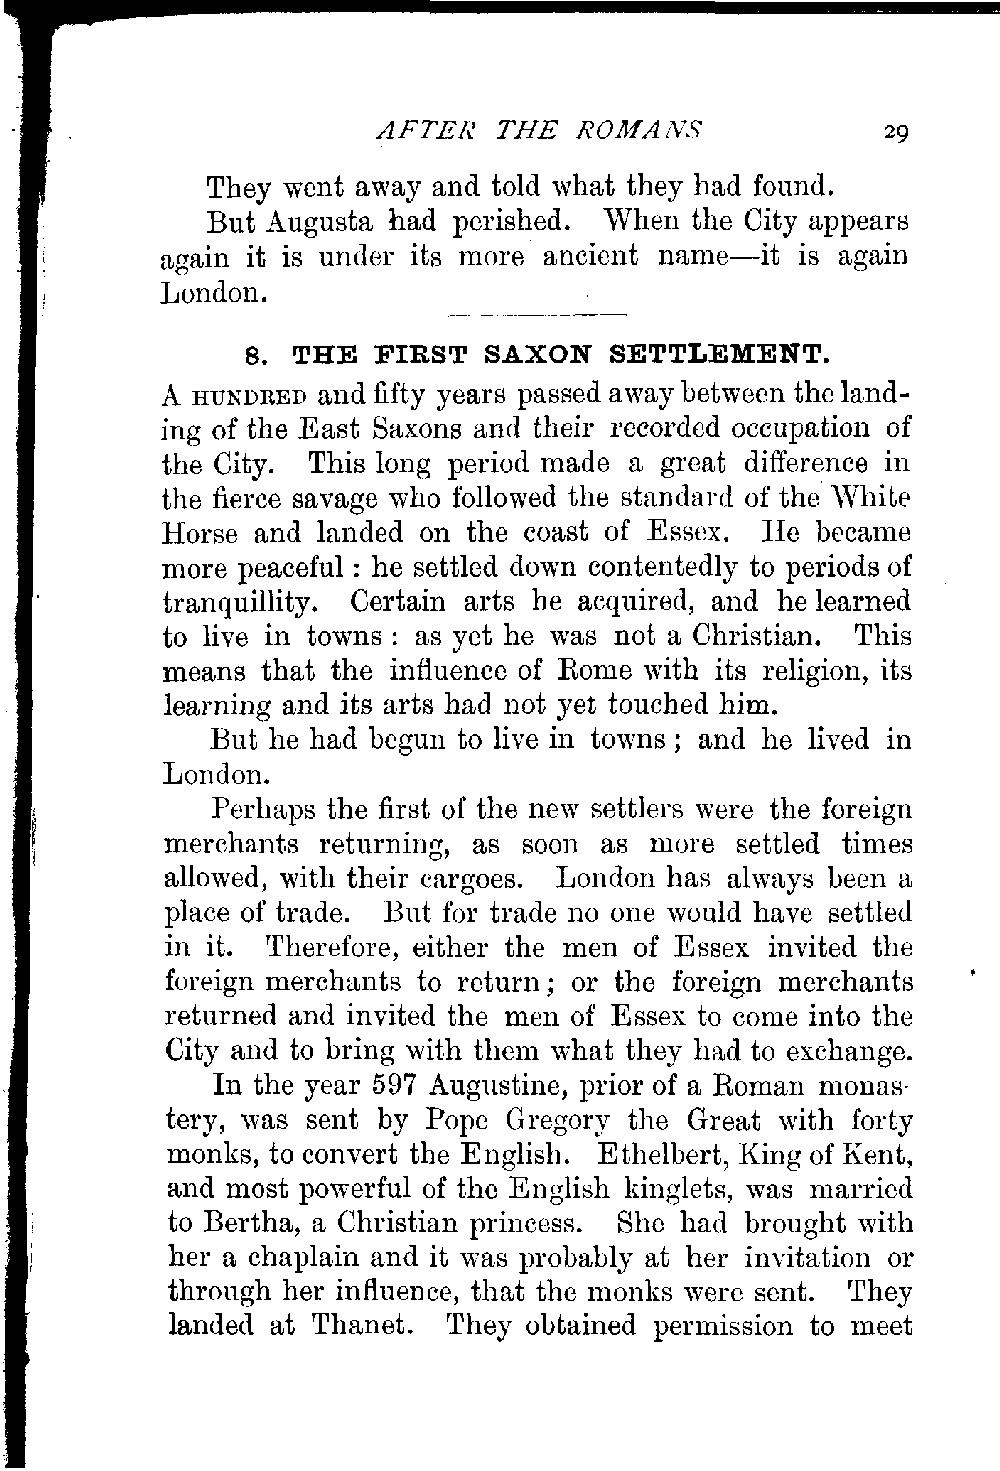 AFTER THE ROMANS 29
They went away and told what they had found.
But Augusta had perished. When the City appears
again it is under its more ancient name—it is again
London.
8. THE FIRST SAXON SETTLEMENT.
A HUNDRED and fifty years passed away between the land-
ing of the East Saxons and their recorded occupation of
the City. This long period made a great difference in
the fierce savage who followed the standard of the White
Horse and landed on the coast of Essex. He became
more peaceful : he settled down contentedly to periods of
tranquillity. Certain arts he acquired, and he learned
to live in towns : as yet he was not a Christian. This
means that the influence of Rome with its religion, its
learning and its arts had not yet touched him.
But he had begun to live in towns ; and he lived in
London.
Perhaps the first of the new settlers were the foreign
merchants returning, as soon as more settled times
allowed, with their cargoes. London has always been a
place of trade. But for trade no one would have settled
in it. Therefore, either the men of Essex invited the
foreign merchants to return ; or the foreign merchants
returned and invited the men of Essex to come into the
City and to bring with them what they had to exchange.
In the year 597 Augustine, prior of a Roman monas-
tery, was sent by Pope Gregory the Great with forty
monks, to convert the English. Ethelbert, King of Kent,
and most powerful of the English kinglets, was married
to Bertha, a Christian princess. She had brought with
her a chaplain and it was probably at her invitation or
through her influence, that the monks were sent. They
landed at Thanet. They obtained permission to meet